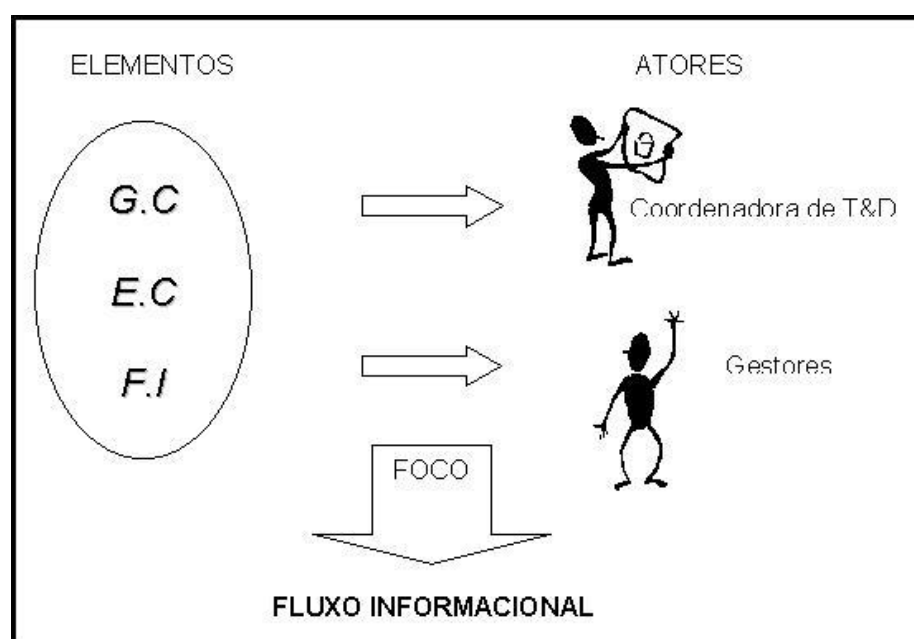 ELEMENTOS
ATORES
G.C
Coordenadora de T&D
E.C
F.I
Gestores
FOCO
FLUXO INFORMACIONAL